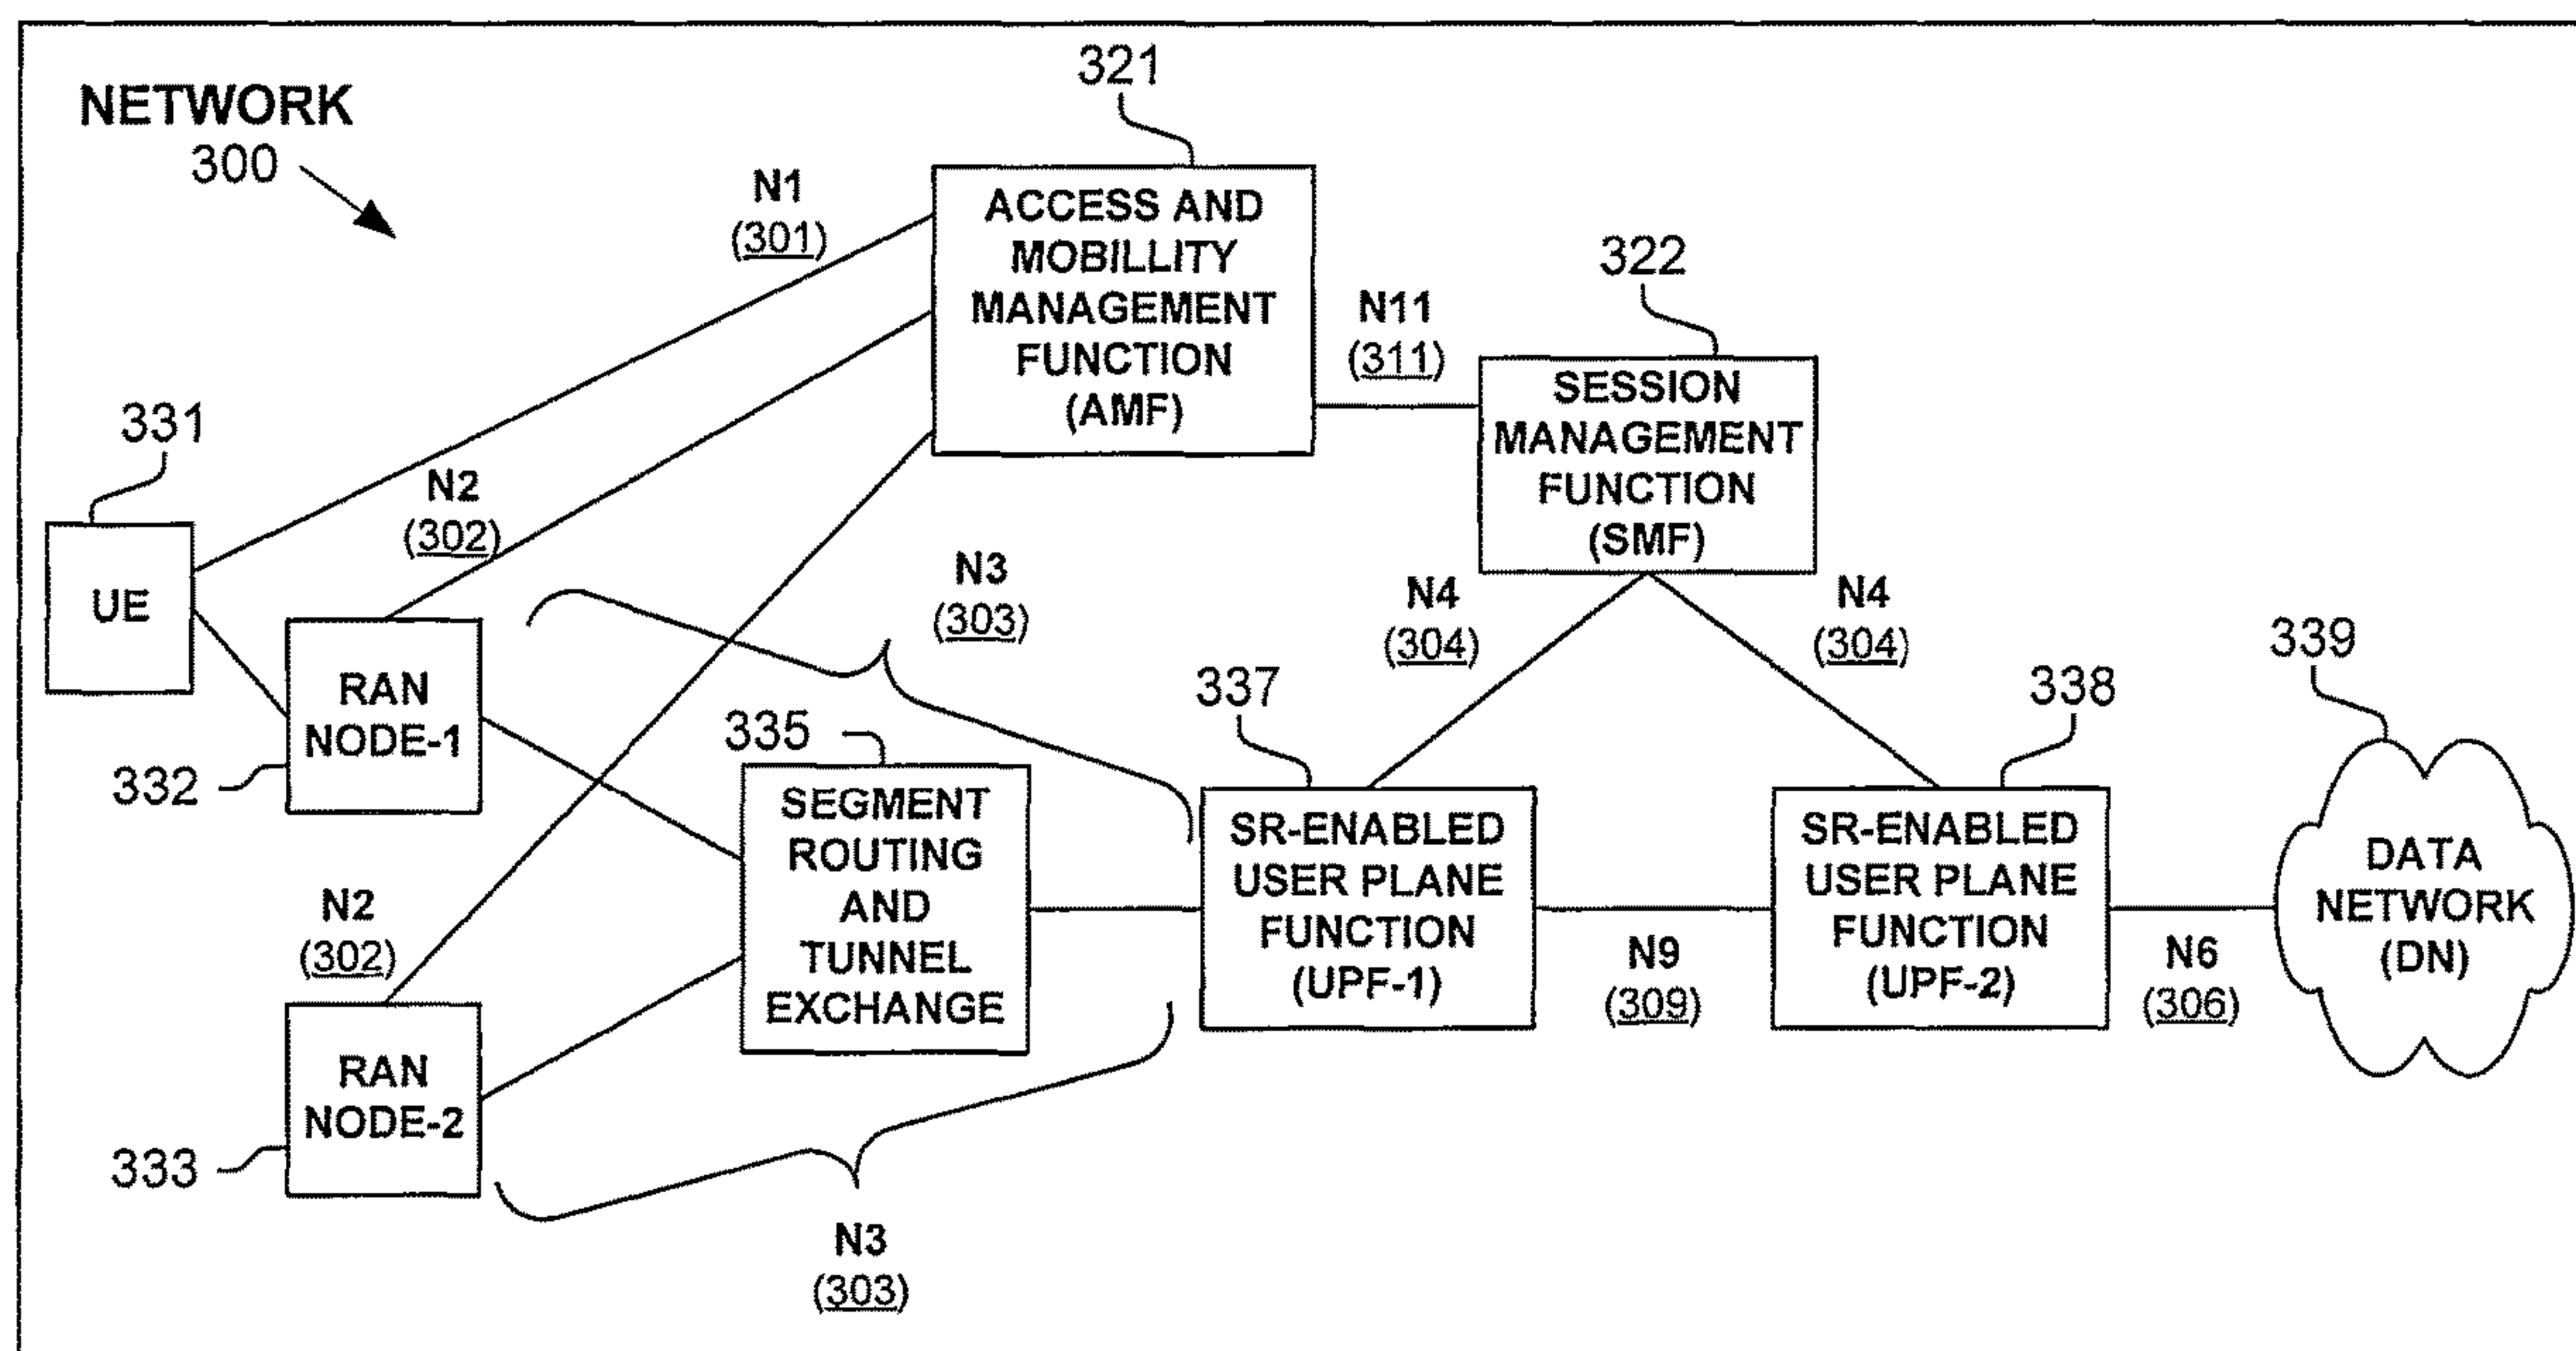 NETWORK
300
321
N1
(301)
ACCESS AND
MOBILLITY
MANAGEMENT
FUNCTION
(AMF)
N11
(311)
322
SESSION
MANAGEMENT
FUNCTION
(SMF)
331
UE
N2
(302)
N3
(303)
N4
(304)
N4
(304)
RAN
NODE-1
332
335
SEGMENT
ROUTING
AND
TUNNEL
EXCHANGE
337
SR-ENABLED
USER PLANE
FUNCTION
(UPF-1)
338
SR-ENABLED
USER PLANE
FUNCTION
(UPF-2)
339
DATA
NETWORK
(DN)
N2
(302)
N9
(309)
N6
(306)
RAN
NODE-2
333
N3
(303)